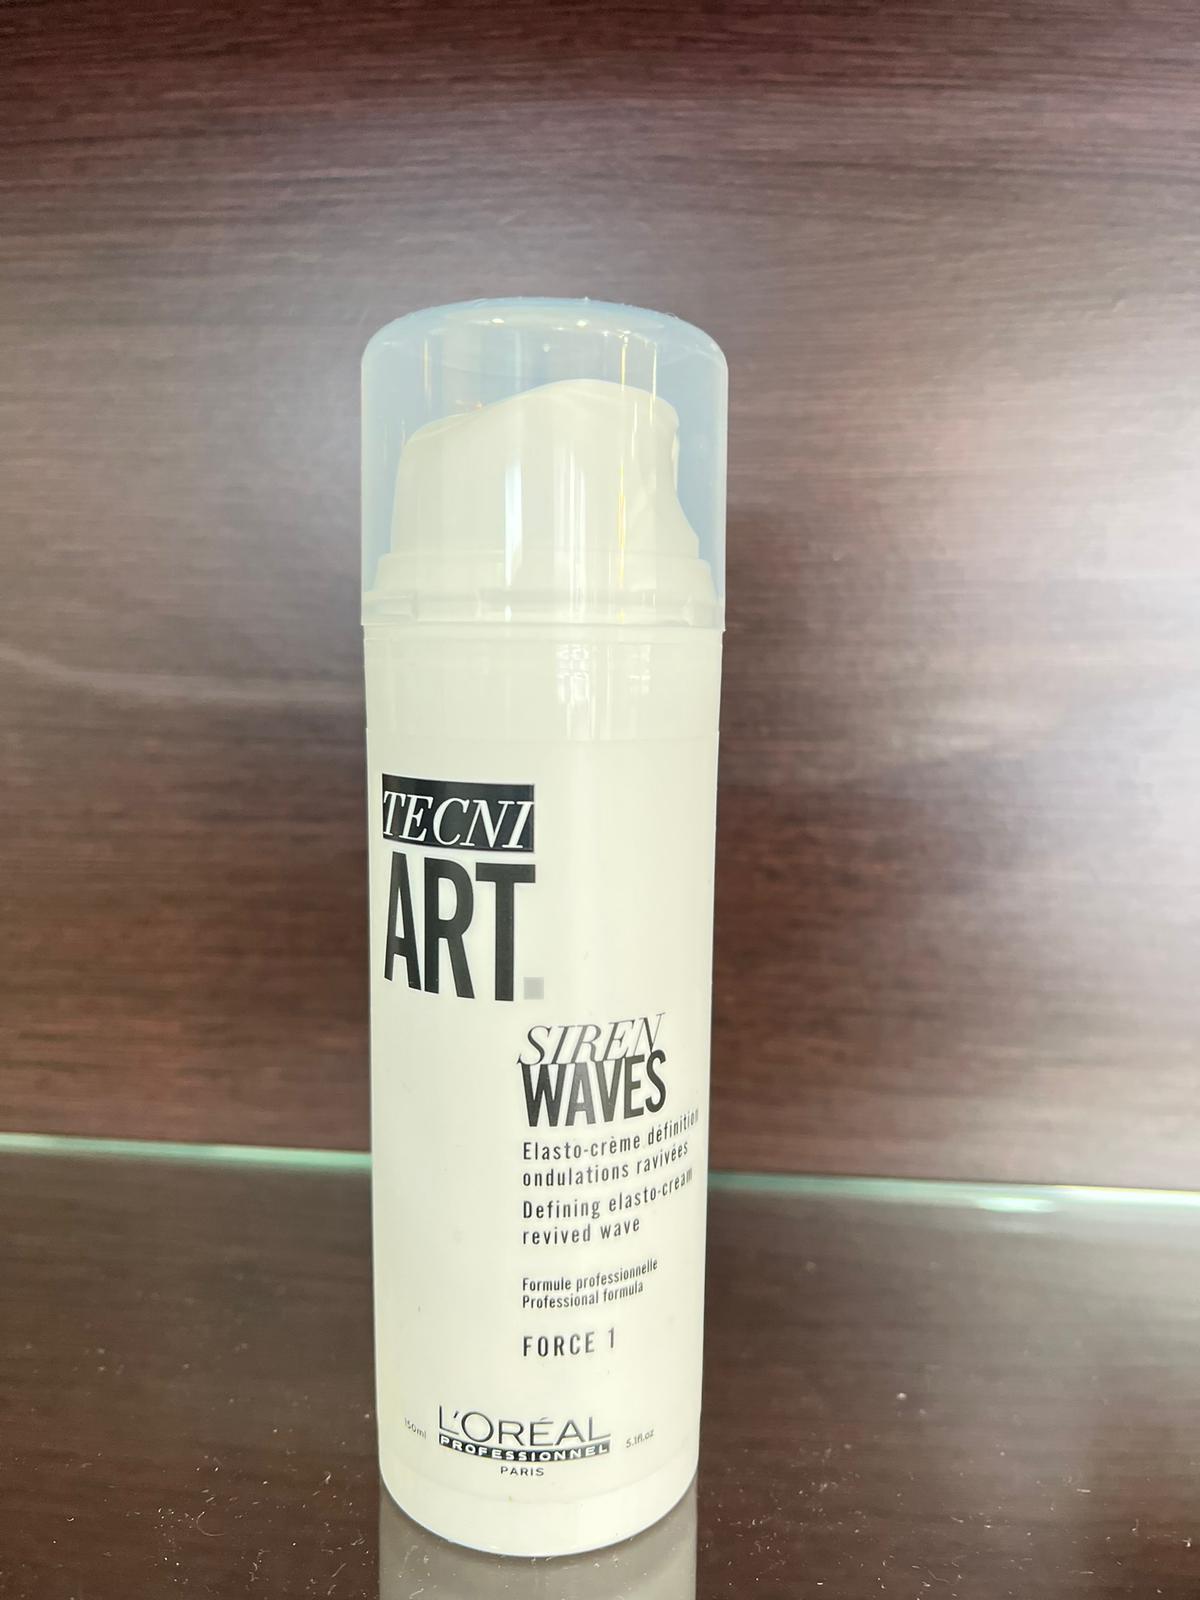 TECNI
ART.
SIREN
WAVES
Elasto-crème définition
ondulations ravivées
Defining elasto-cream
revived wave
Formule professionnelle
Professional formula
FORCE 1
150ml
L'ORÉAL
PROFESSIONNEL
PARIS
5.1fl.oz